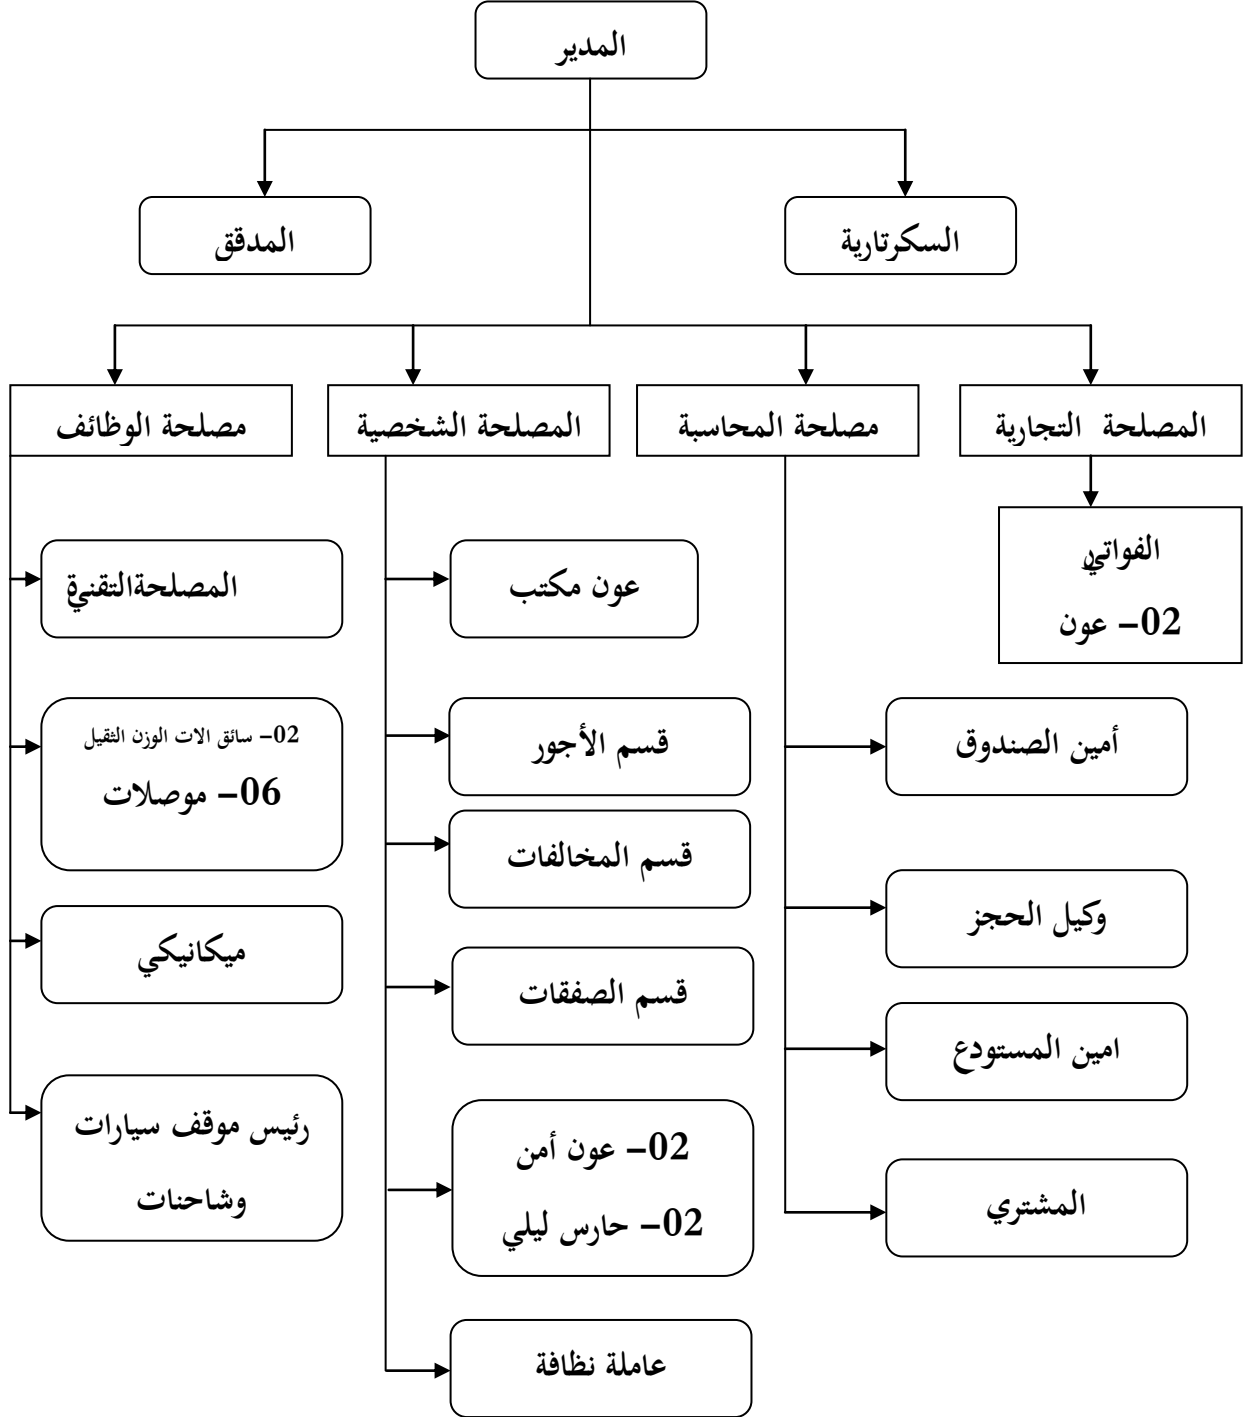 المدير
السكرتارية
المدقق
المصلحة التجارية
مصلحة المحاسبة
المصلحة الشخصية
مصلحة الوظائف
الفواتير
02- عون
أمين الصندوق
وكيل الحجز
امين المستودع
المشتري
عون مكتب
قسم الأجور
قسم المخالفات
قسم الصفقات
02- عون أمن
02- حارس ليلي
عاملة نظافة
المصلحةالتقنية
02- سائق الات الوزن الثقيل
06- موصلات
ميكانيكي
رئيس موقف سيارات
وشاحنات